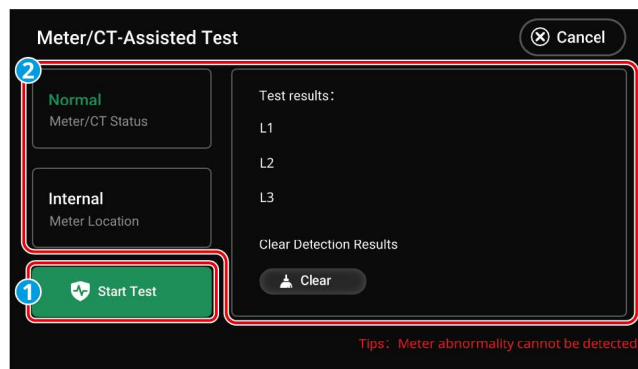 Meter/CT-Assisted Test
Cancel
2
Normal
Meter/CT Status
Internal
Meter Location
1
Start Test
Test results:
L1
L2
L3
Clear Detection Results
Clear
Tips: Meter abnormality cannot be detected